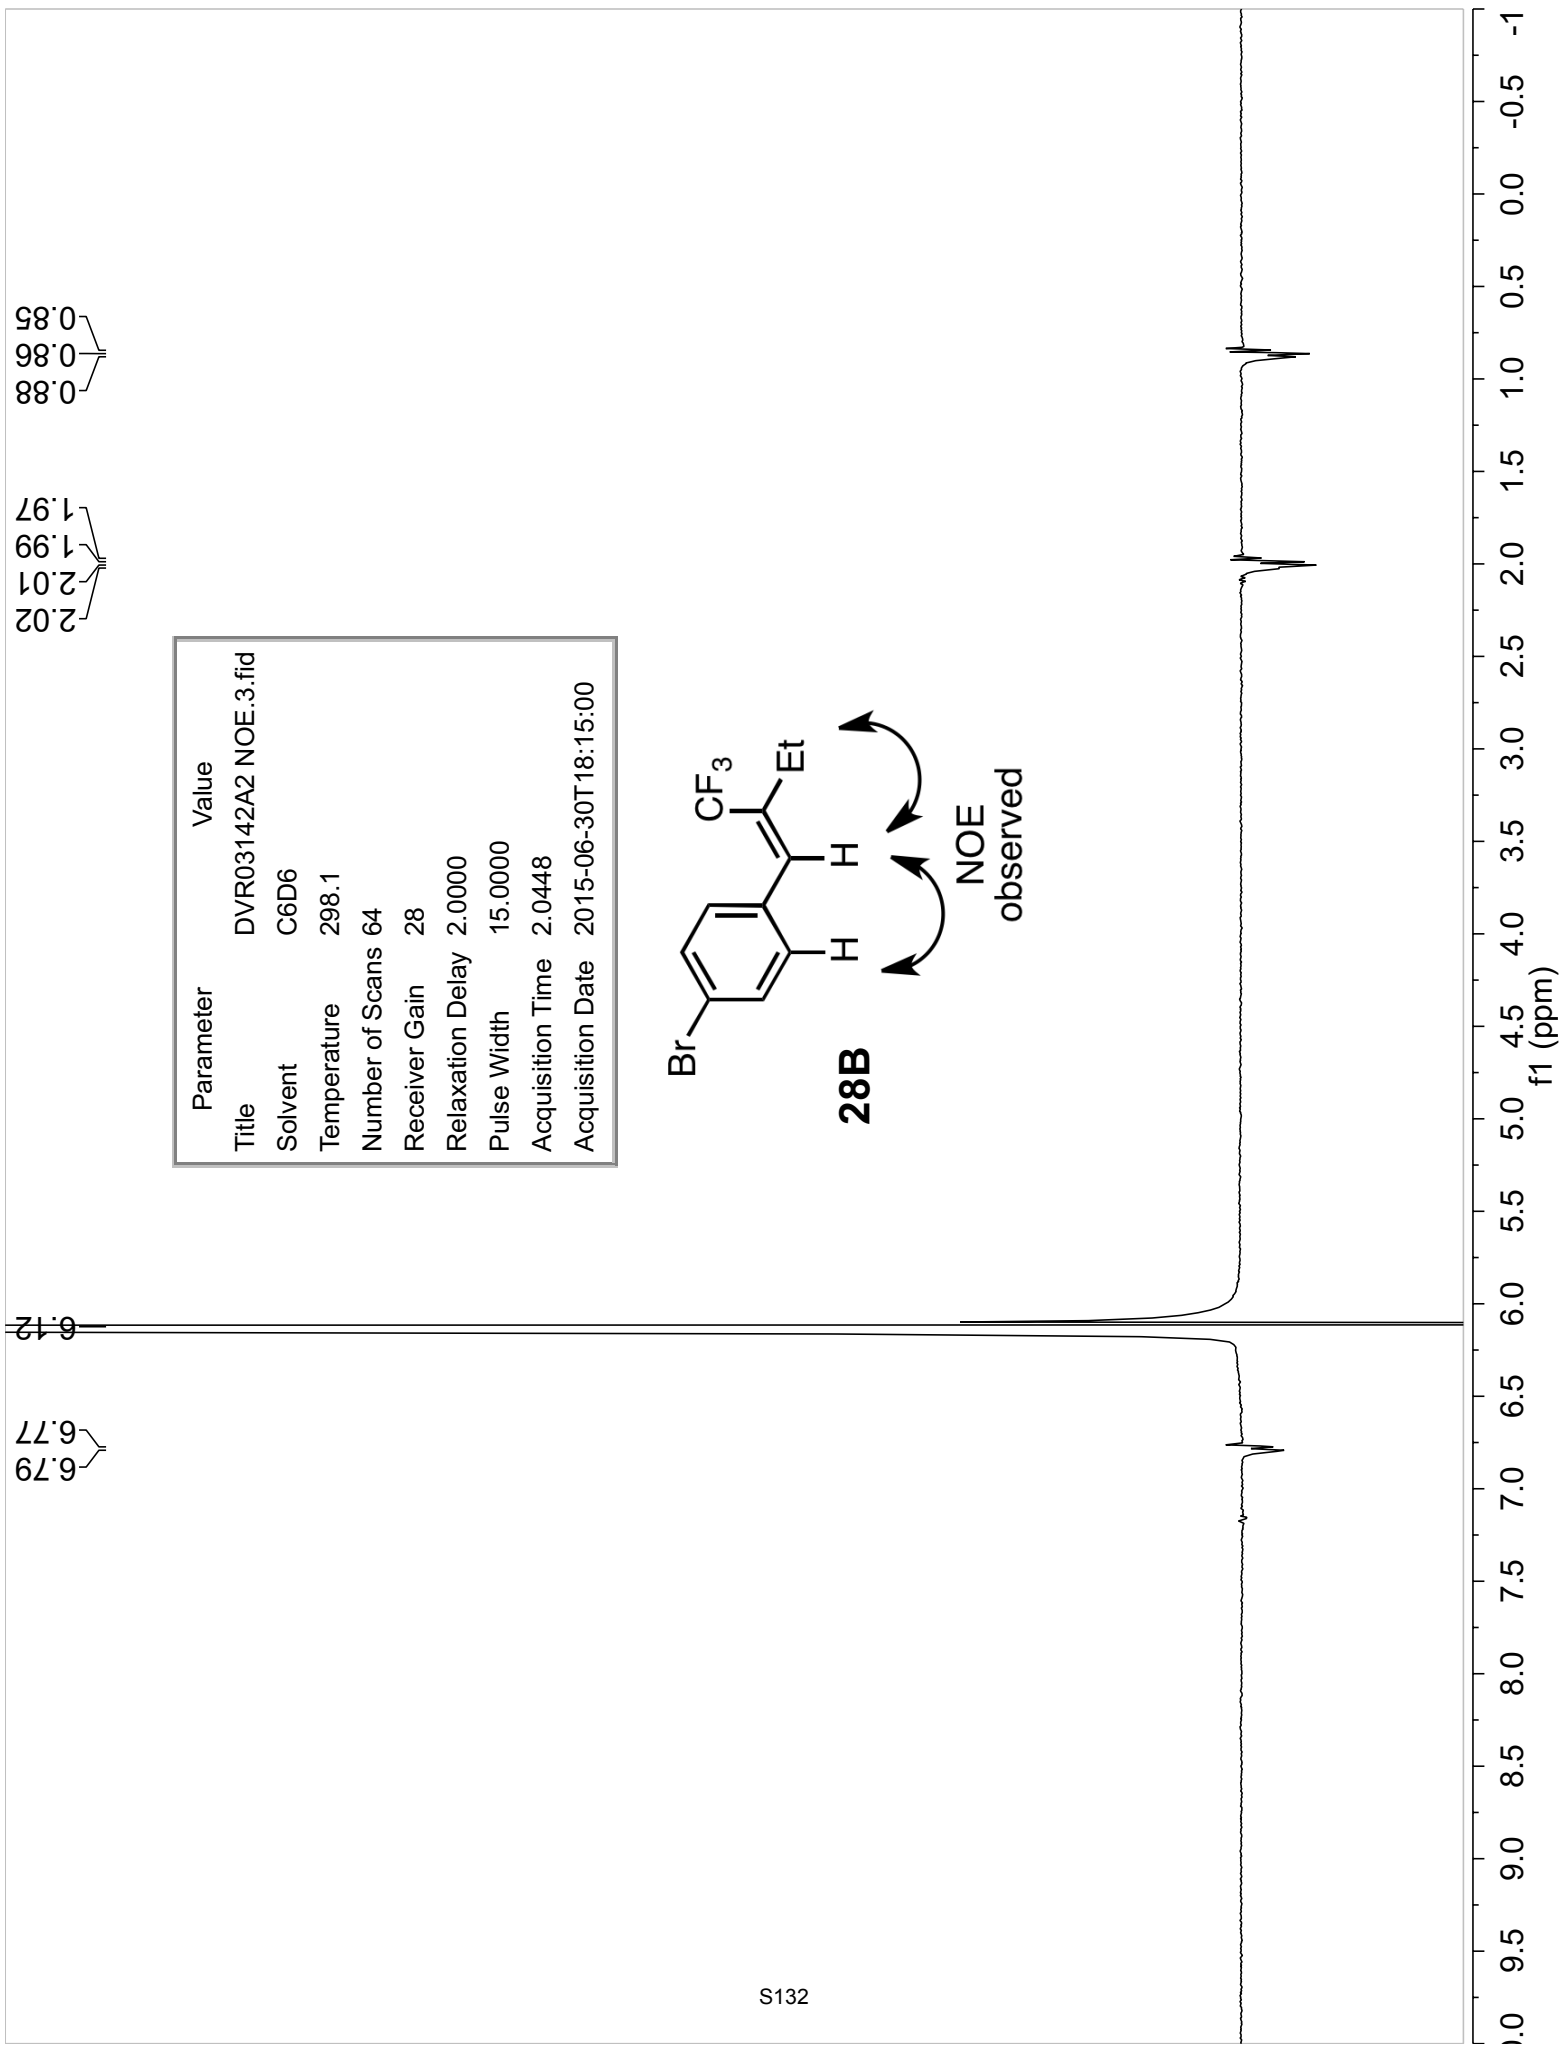 6.79
6.77
6.12
2.02
2.01
1.99
1.97
0.88
0.86
0.85
Parameter Value
Title DVR03142A2 NOE.3.fid
Solvent C6D6
Temperature 298.1
Number of Scans 64
Receiver Gain 28
Relaxation Delay 2.0000
Pulse Width 15.0000
Acquisition Time 2.0448
Acquisition Date 2015-06-30T18:15:00
Br
CF3
Et
H
H
28B
NOE
observed
0.0 9.5 9.0 8.5 8.0 7.5 7.0 6.5 6.0 5.5 5.0 4.5 4.0 3.5 3.0 2.5 2.0 1.5 1.0 0.5 0.0 -0.5 -1
f1 (ppm)
S132